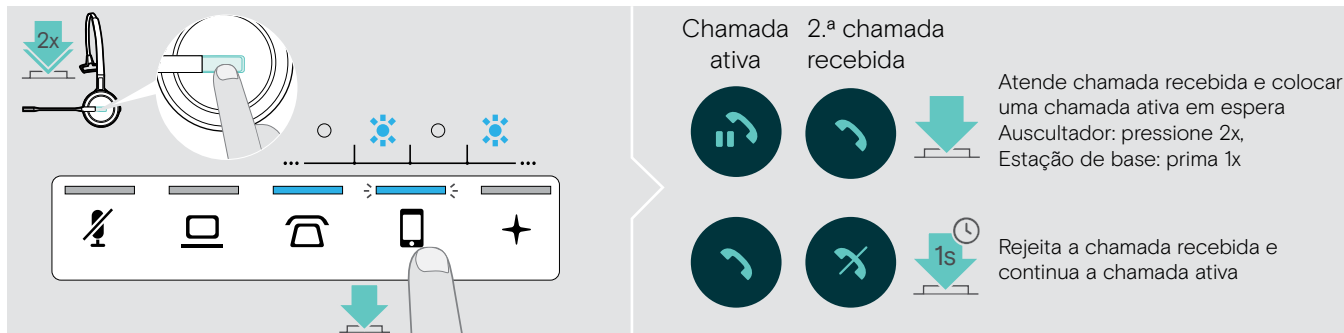 2x
Chamada
ativa
2.ª chamada
recebida
Atende chamada recebida e colocar
uma chamada ativa em espera
Auscultador: pressione 2x,
Estação de base: prima 1x
1s
Rejeita a chamada recebida e
continua a chamada ativa